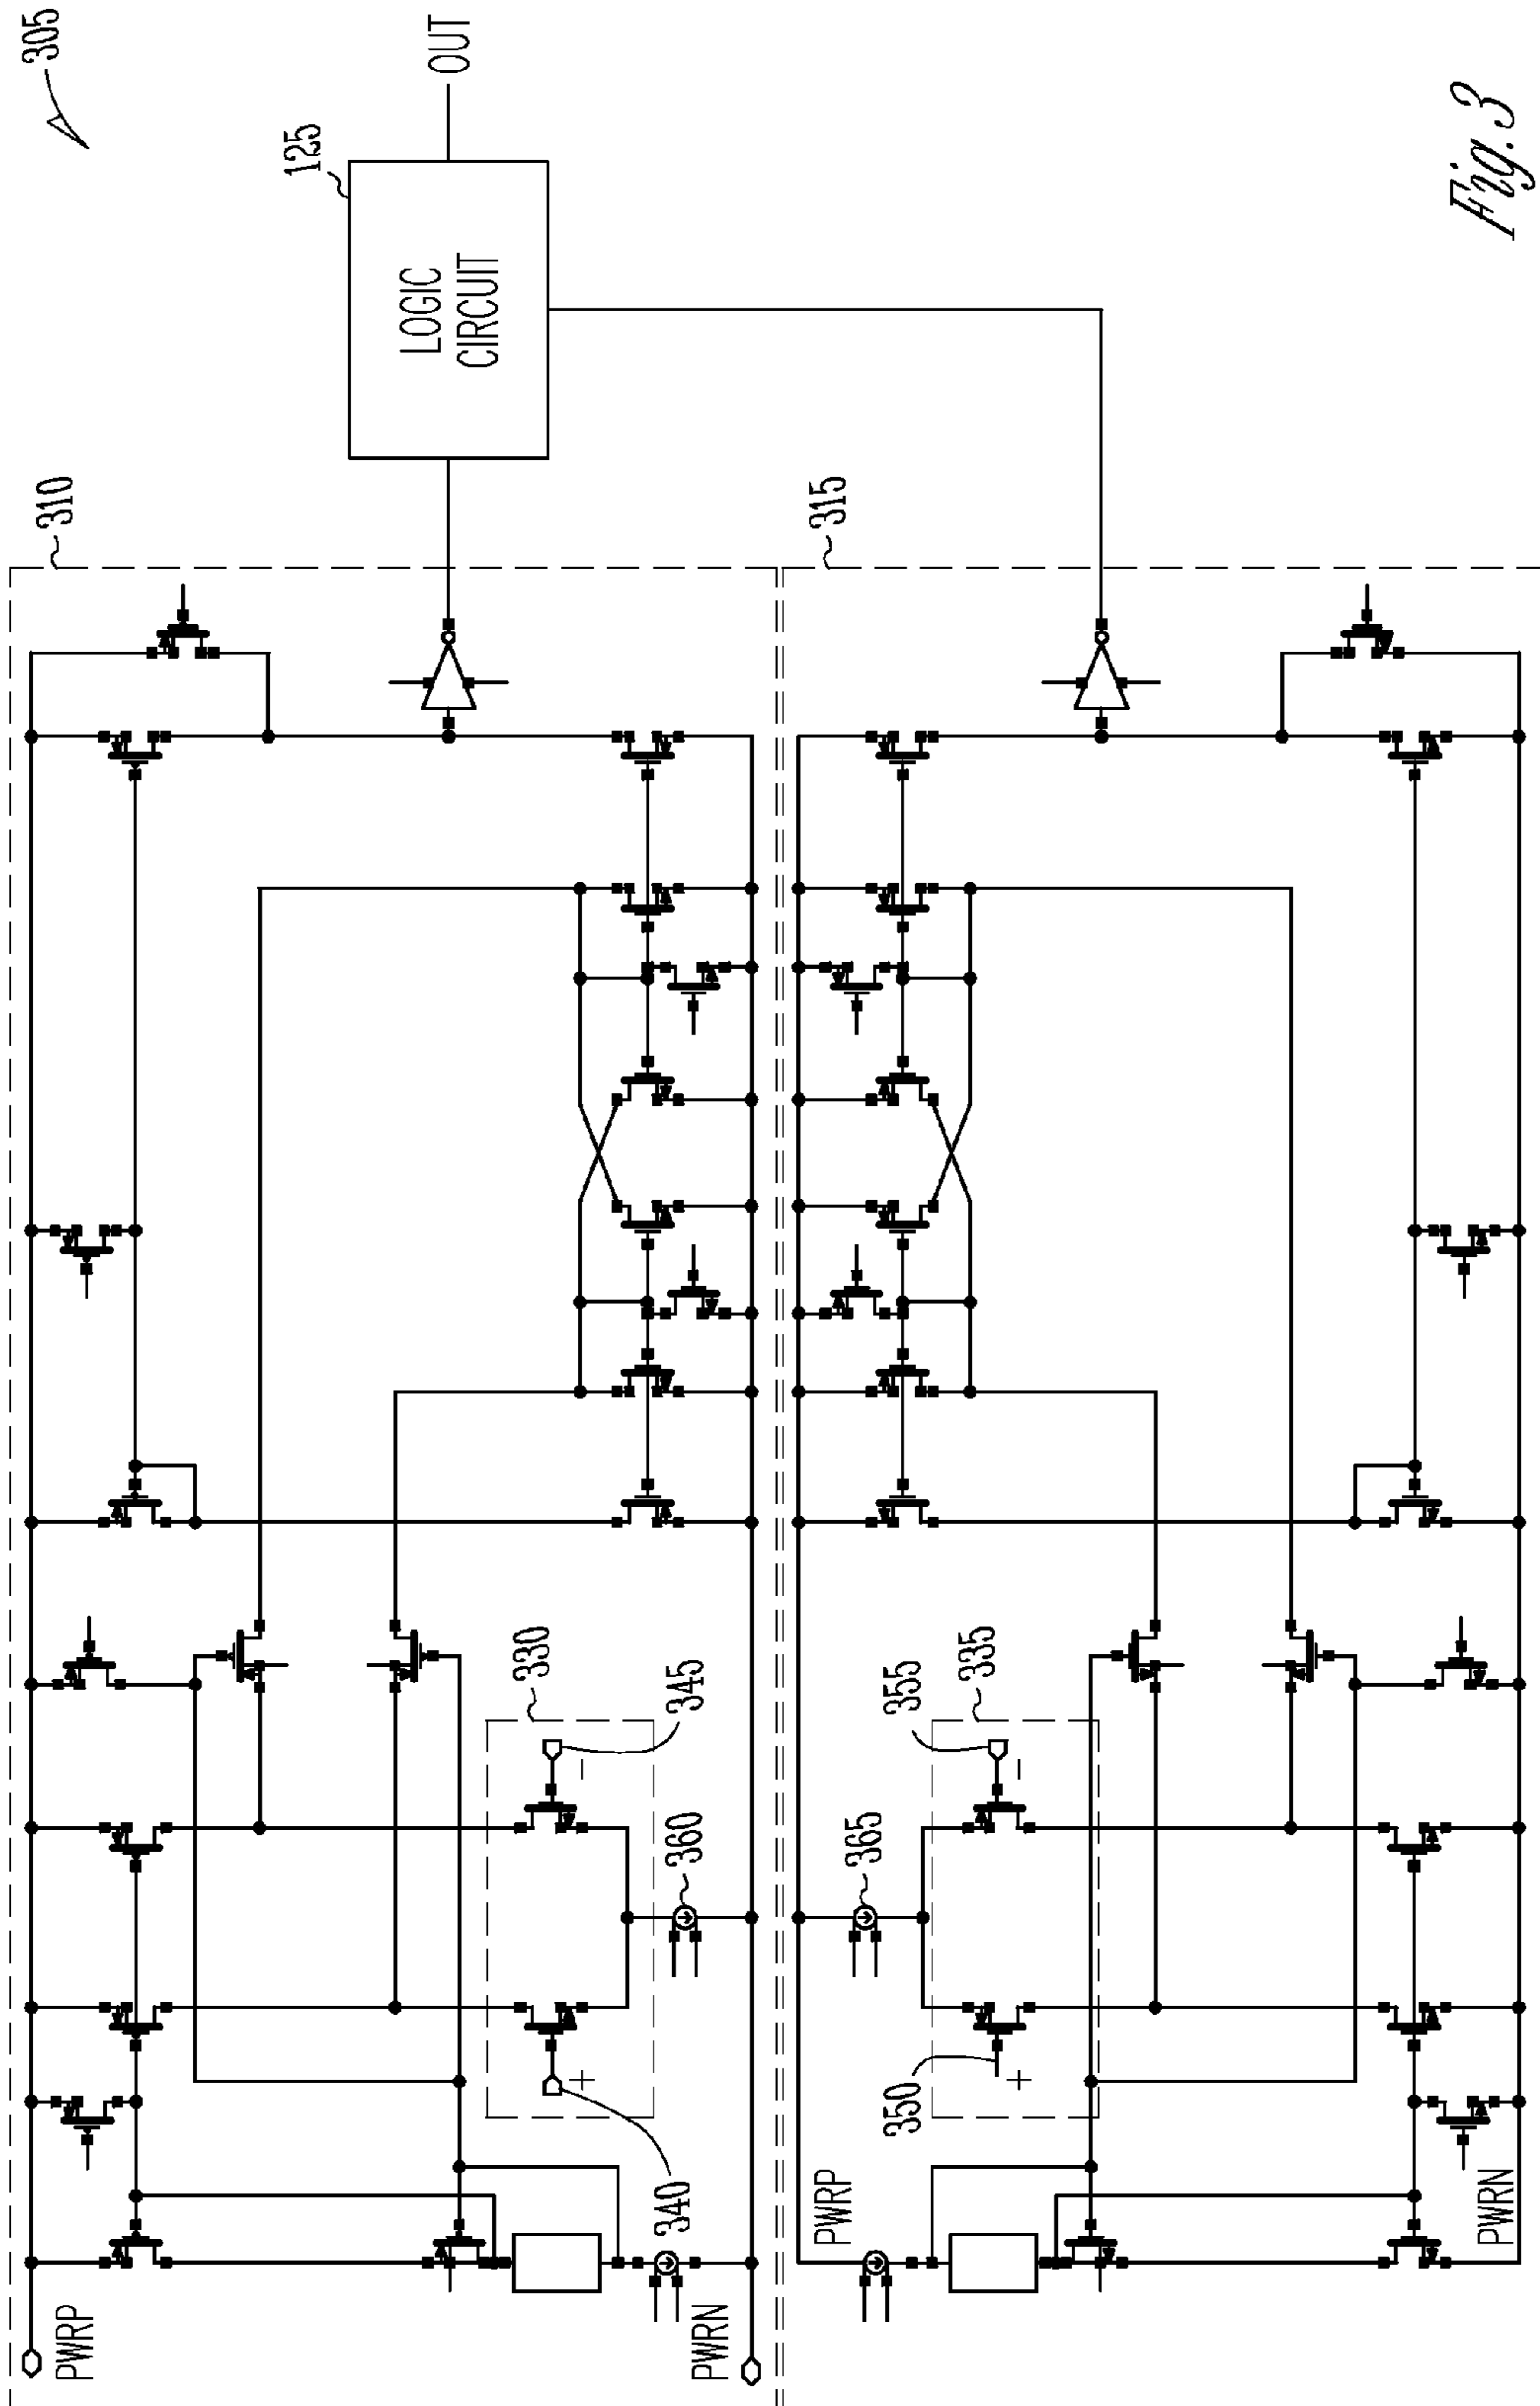 305
310
125
LOGIC
CIRCUIT
OUT
PWRP
330
345
360
340
PWRN
315
PWRP
365
355
335
350
PWRN
+
−
+
−
Fig. 3